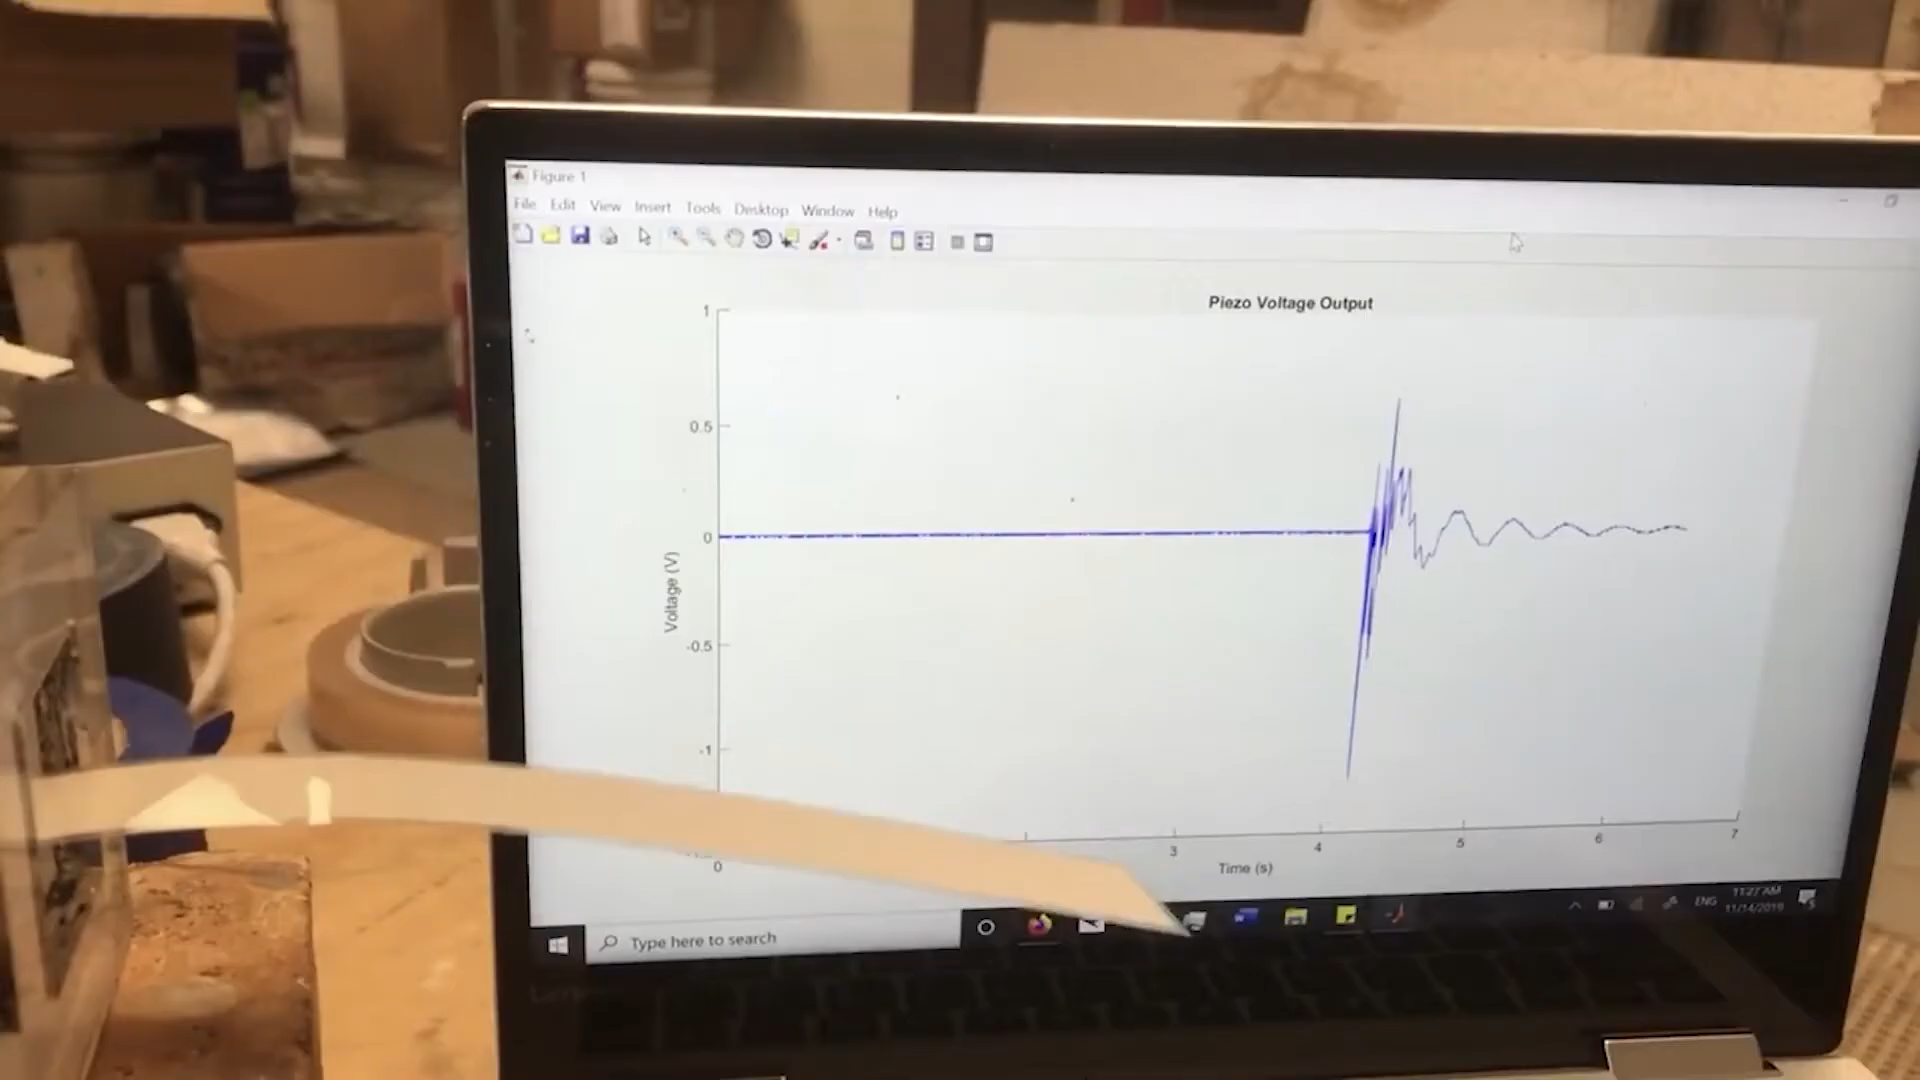 Figure 1
File Edit View Insert Tools Desktop Window Help
Piezo Voltage Output
1
0.5
0
-0.5
-1
Voltage (V)
0
3
4
5
6
7
Time (s)
Type here to search
ENG
11:27 AM
11/14/2019